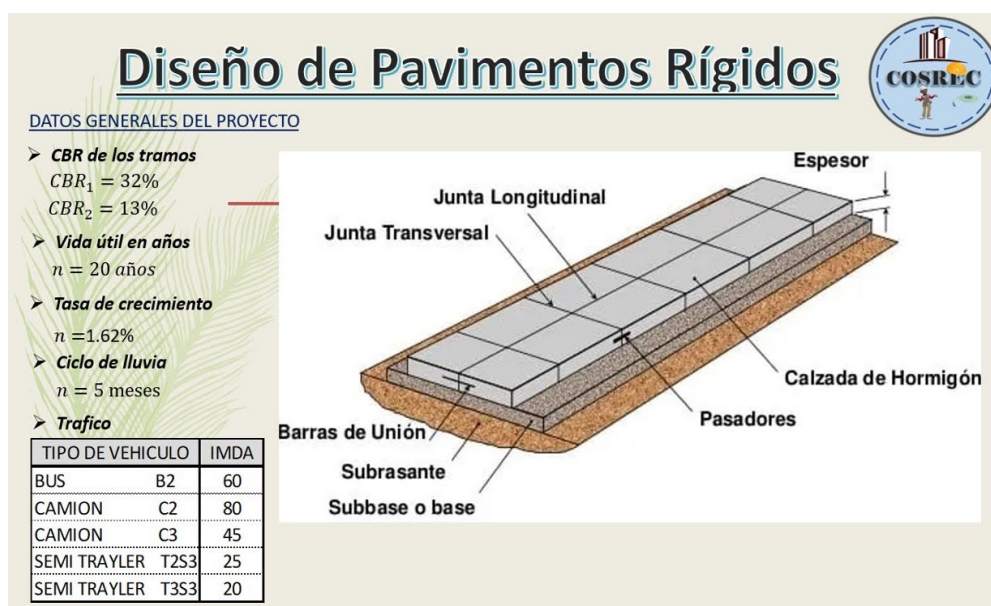 Diseño de Pavimentos Rígidos
COSREC
DATOS GENERALES DEL PROYECTO
➢ CBR de los tramos
CBR₁ = 32%
CBR₂ = 13%
➢ Vida útil en años
n = 20 años
➢ Tasa de crecimiento
n =1.62%
➢ Ciclo de lluvia
n = 5 meses
➢ Trafico
TIPO DE VEHICULO IMDA
BUS B2 60
CAMION C2 80
CAMION C3 45
SEMI TRAYLER T2S3 25
SEMI TRAYLER T3S3 20
Espesor
Junta Longitudinal
Junta Transversal
Calzada de Hormigón
Pasadores
Barras de Unión
Subrasante
Subbase o base